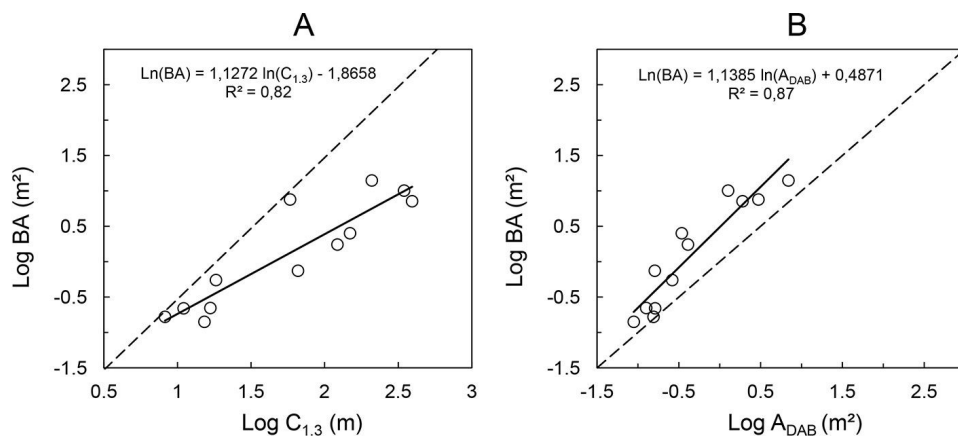 A
Ln(BA) = 1,1272 ln(C₁.₃) - 1,8658
R² = 0,82
2.5
1.5
0.5
-0.5
-1.5
Log BA (m²)
0.5 1 1.5 2 2.5 3
Log C₁.₃ (m)
B
Ln(BA) = 1,1385 ln(A_DAB) + 0,4871
R² = 0,87
2.5
1.5
0.5
-0.5
-1.5
Log BA (m²)
-1.5 -0.5 0.5 1.5 2.5
Log A_DAB (m²)